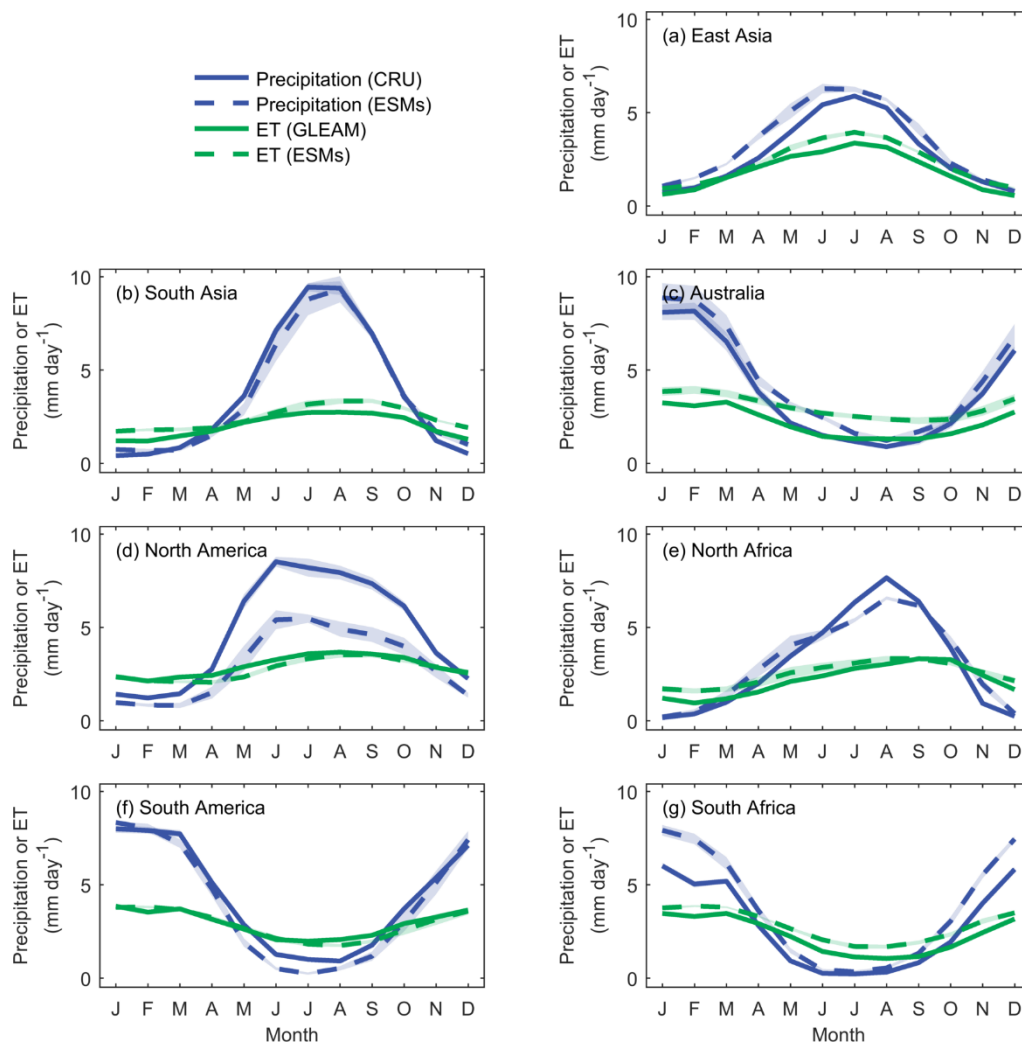 Precipitation (CRU)
Precipitation (ESMs)
ET (GLEAM)
ET (ESMs)
(a) East Asia
Precipitation or ET
(mm day⁻¹)
10
5
0
J F M A M J J A S O N D
(b) South Asia
Precipitation or ET
(mm day⁻¹)
10
5
0
J F M A M J J A S O N D
(c) Australia
Precipitation or ET
(mm day⁻¹)
10
5
0
J F M A M J J A S O N D
(d) North America
Precipitation or ET
(mm day⁻¹)
10
5
0
J F M A M J J A S O N D
(e) North Africa
Precipitation or ET
(mm day⁻¹)
10
5
0
J F M A M J J A S O N D
(f) South America
Precipitation or ET
(mm day⁻¹)
10
5
0
J F M A M J J A S O N D
Month
(g) South Africa
Precipitation or ET
(mm day⁻¹)
10
5
0
J F M A M J J A S O N D
Month